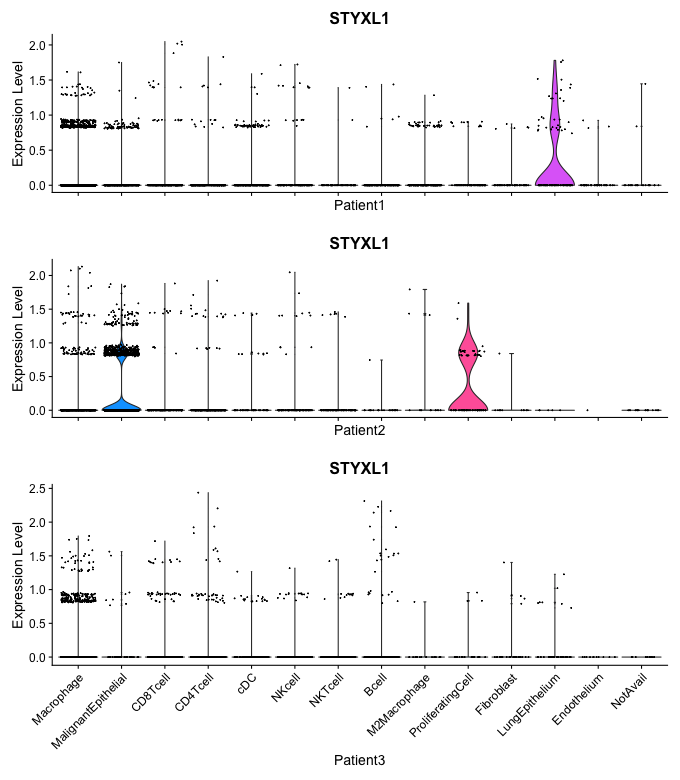 STYXL1
Expression Level
2.0
1.5
1.0
0.5
0.0
Patient1
STYXL1
Expression Level
2.0
1.5
1.0
0.5
0.0
Patient2
STYXL1
Expression Level
2.5
2.0
1.5
1.0
0.5
0.0
Macrophage
MalignantEpithelial
CD8Tcell
CD4Tcell
cDC
NKcell
NKTcell
Bcell
M2Macrophage
ProliferatingCell
Fibroblast
LungEpithelium
Endothelium
NotAvail
Patient3